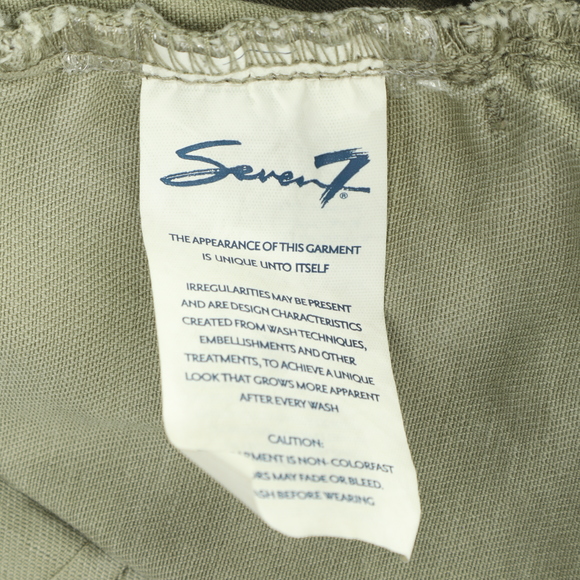 Seven7®
THE APPEARANCE OF THIS GARMENT
IS UNIQUE UNTO ITSELF
IRREGULARITIES MAY BE PRESENT
AND ARE DESIGN CHARACTERISTICS
CREATED FROM WASH TECHNIQUES,
EMBELLISHMENTS AND OTHER
TREATMENTS, TO ACHIEVE A UNIQUE
LOOK THAT GROWS MORE APPARENT
AFTER EVERY WASH
CAUTION:
IS NON-COLORFAST
MAY FADE OR BLEED.
BEFORE WEARING